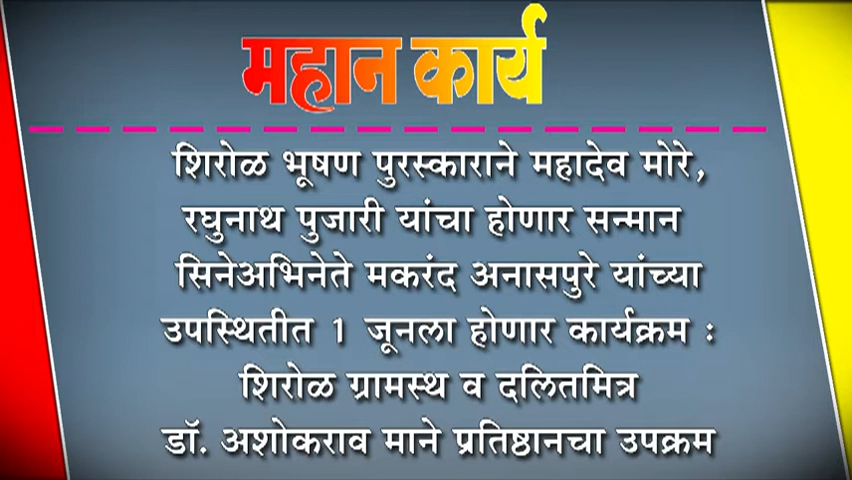 महान कार्य
शिरोळ भूषण पुरस्काराने महादेव मोरे,
रघुनाथ पुजारी यांचा होणार सन्मान
सिनेअभिनेते मकरंद अनासपुरे यांच्या
उपस्थितीत 1 जूनला होणार कार्यक्रम :
शिरोळ ग्रामस्थ व दलितमित्र
डॉ. अशोकराव माने प्रतिष्ठानचा उपक्रम